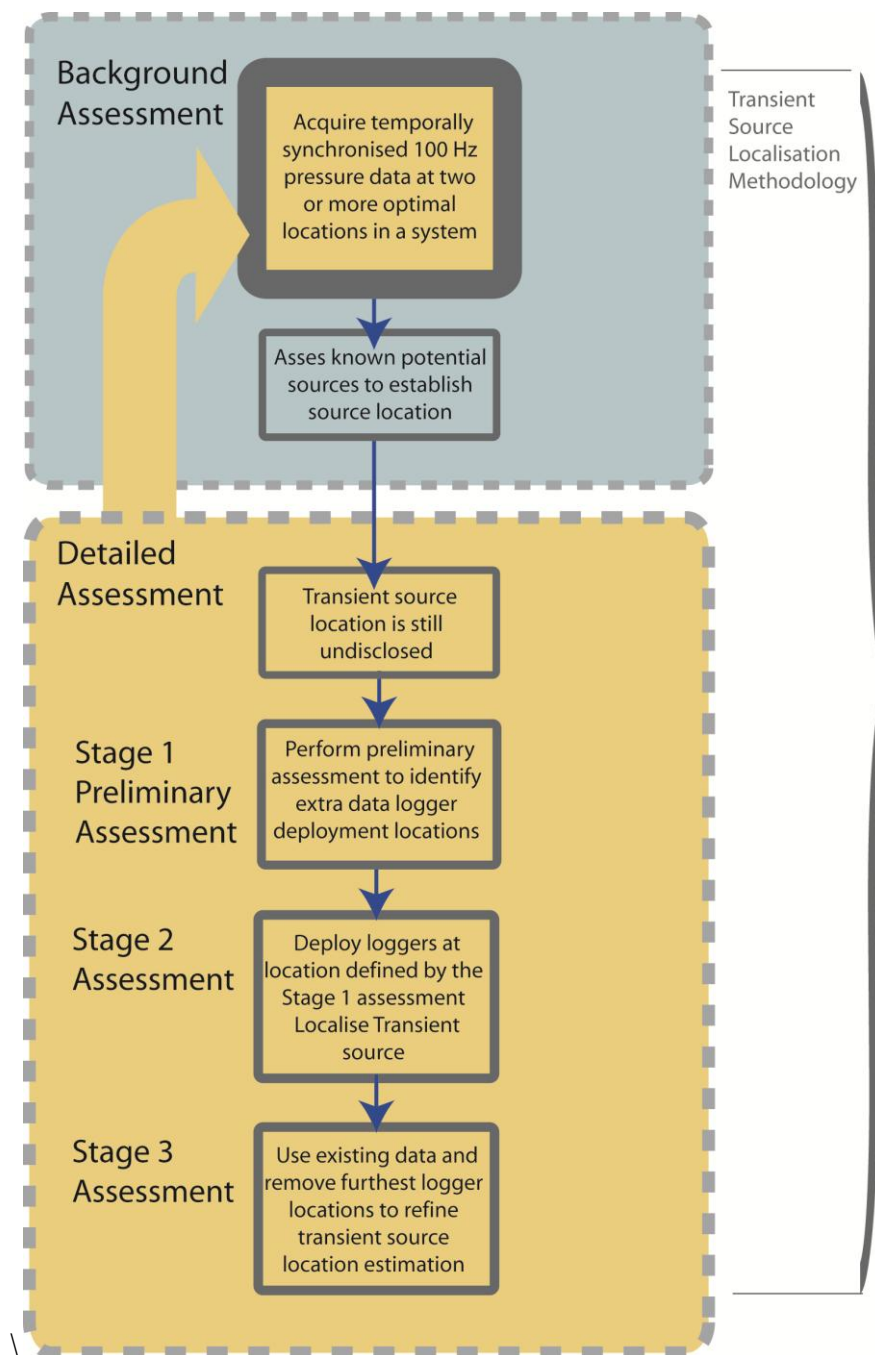 Background
Assessment
Acquire temporally
synchronised 100 Hz
pressure data at two
or more optimal
locations in a system
Transient
Source
Localisation
Methodology
Asses known potential
sources to establish
source location
Detailed
Assessment
Transient source
location is still
undisclosed
Stage 1
Preliminary
Assessment
Perform preliminary
assessment to identify
extra data logger
deployment locations
Stage 2
Assessment
Deploy loggers at
location defined by the
Stage 1 assessment
Localise Transient
source
Stage 3
Assessment
Use existing data and
remove furthest logger
locations to refine
transient source
location estimation
\